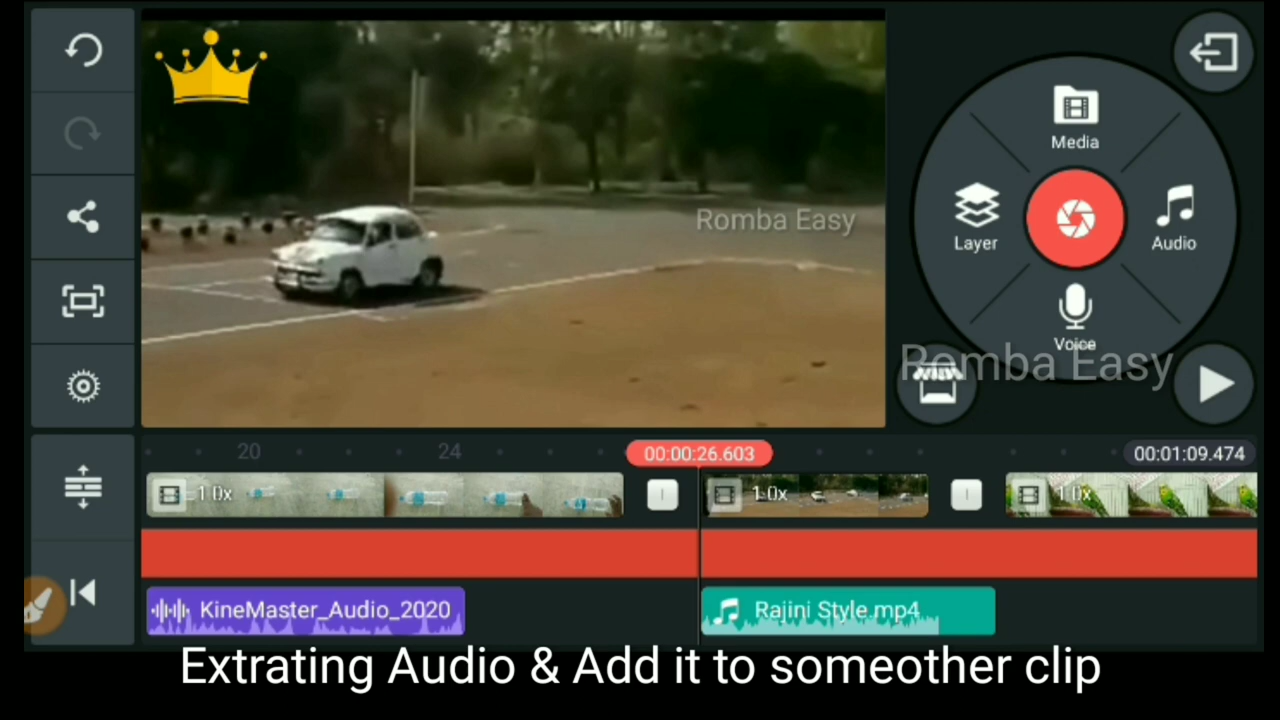 Media
Romba Easy
Layer
Audio
Voice
Romba Easy
20
24
00:00:26.603
00:01:09.474
1.0x
1.0x
1.0x
KineMaster_Audio_2020
Rajini Style.mp4
Extrating Audio & Add it to someother clip